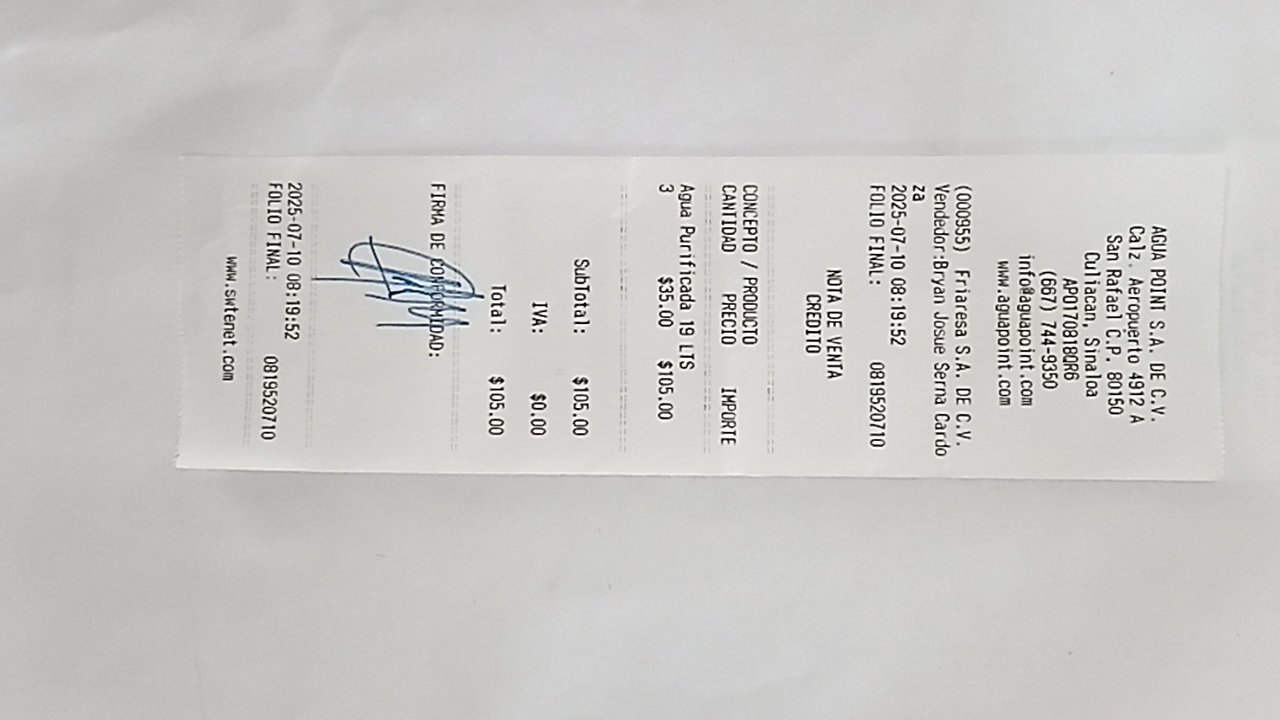 AGUA POINT S.A. DE C.V.
Calz. Aeropuerto 4912 A
San Rafael C.P. 80150
Culiacan, Sinaloa
APO170818QR6
(667) 744-9350
info@aguapoint.com
www.aguapoint.com
(000955) Friaresa S.A. DE C.V.
Vendedor:Bryan Josue Serna Cardo
za
2025-07-10 08:19:52
FOLIO FINAL: 0819520710
NOTA DE VENTA
CREDITO
CONCEPTO / PRODUCTO
CANTIDAD PRECIO IMPORTE
Agua Purificada 19 LTS
3 $35.00 $105.00
SubTotal: $105.00
IVA: $0.00
Total: $105.00
FIRMA DE CONFORMIDAD:
2025-07-10 08:19:52
FOLIO FINAL: 0819520710
www.swtenet.com